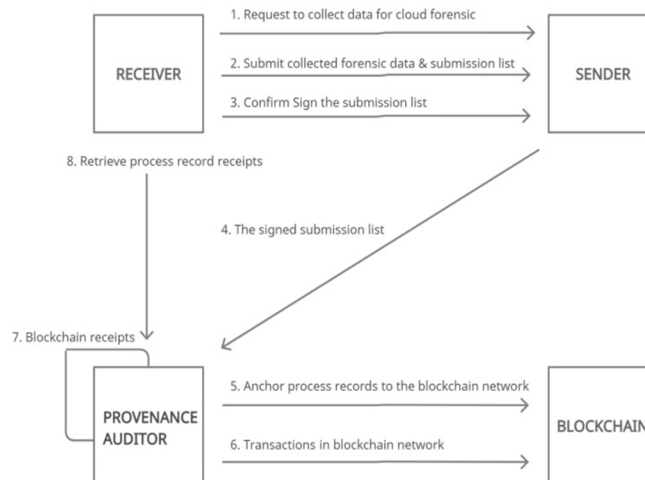 1. Request to collect data for cloud forensic
RECEIVER
2. Submit collected forensic data & submission list
SENDER
3. Confirm Sign the submission list
8. Retrieve process record receipts
4. The signed submission list
7. Blockchain receipts
5. Anchor process records to the blockchain network
PROVENANCE
AUDITOR
BLOCKCHAIN
6. Transactions in blockchain network